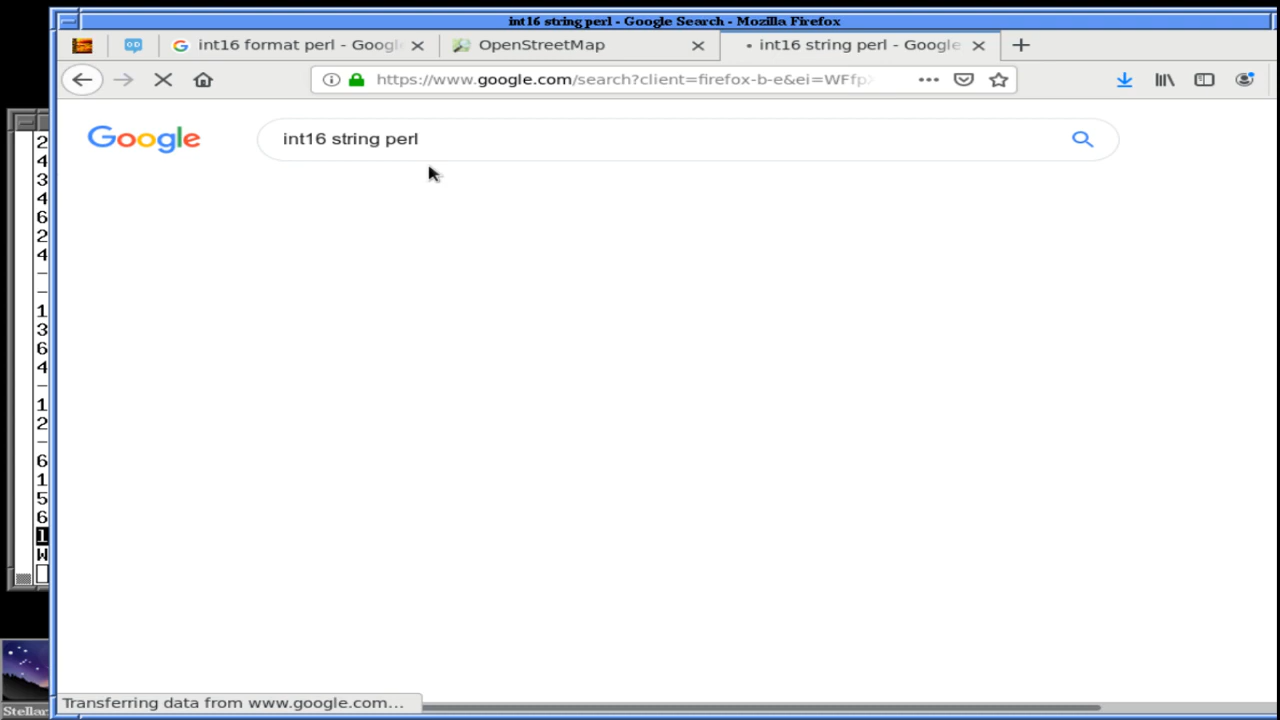 int16 string perl - Google Search - Mozilla Firefox
int16 format perl - Googl
OpenStreetMap
int16 string perl - Google
https://www.google.com/search?client=firefox-b-e&ei=WFfp
Google
int16 string perl
2
4
3
4
6
2
4
1
3
6
4
1
2
6
1
5
6
1
W
Stellar
Transferring data from www.google.com...